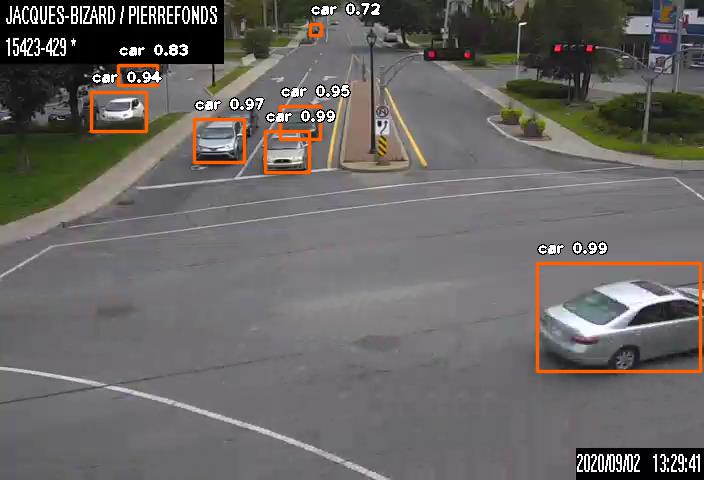 JACQUES-BIZARD / PIERREFONDS
15423-429 *
car 0.72
car 0.83
car 0.94
car 0.95
car 0.97
car 0.99
car 0.99
2020/09/02 13:29:41